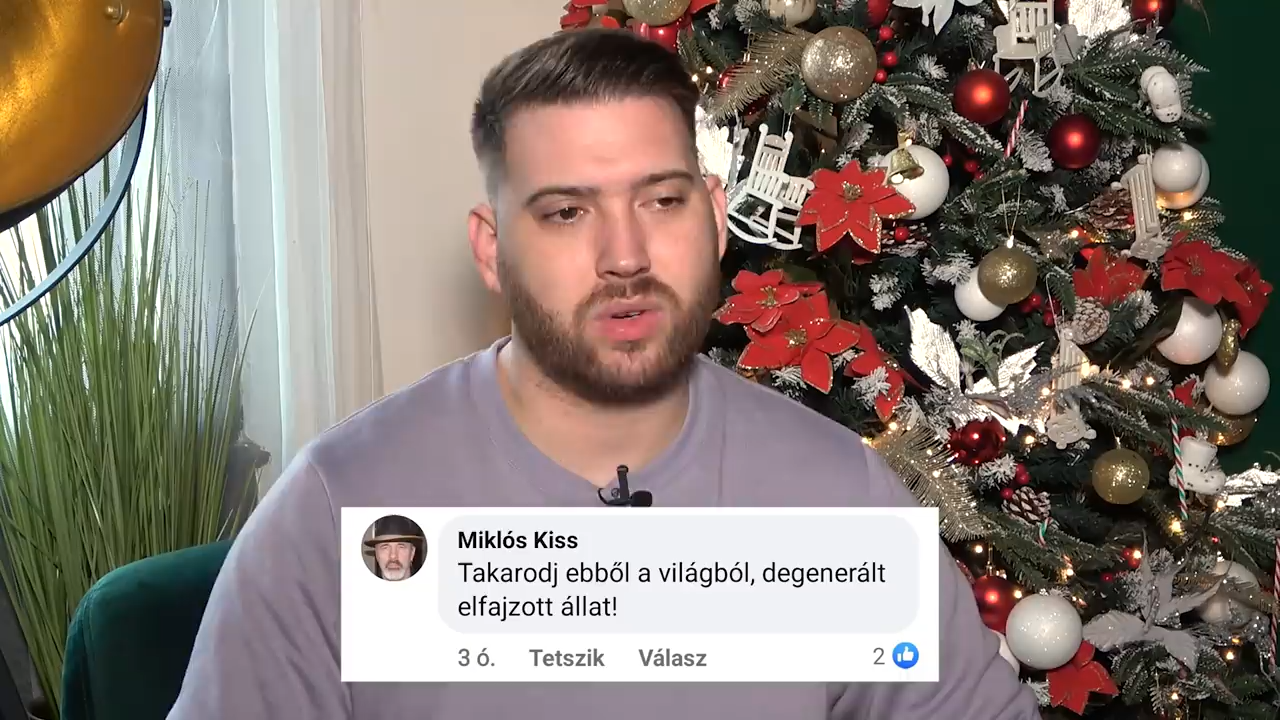 Miklós Kiss
Takarodj ebből a világból, degenerált
elfajzott állat!
3 ó. Tetszik Válasz 2